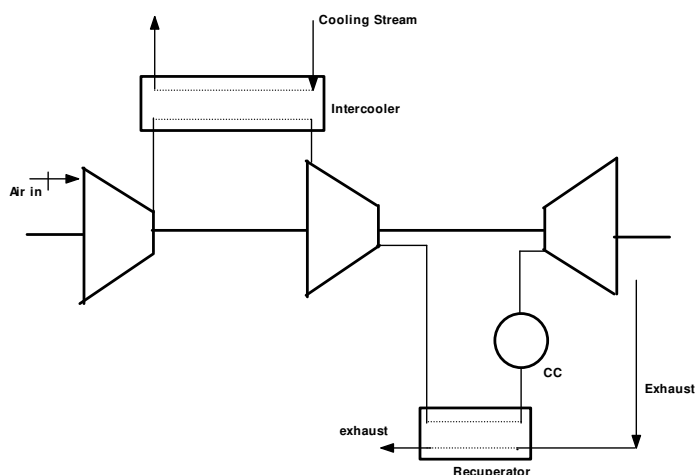 Cooling Stream
Intercooler
Air in
CC
Exhaust
exhaust
Recuperator